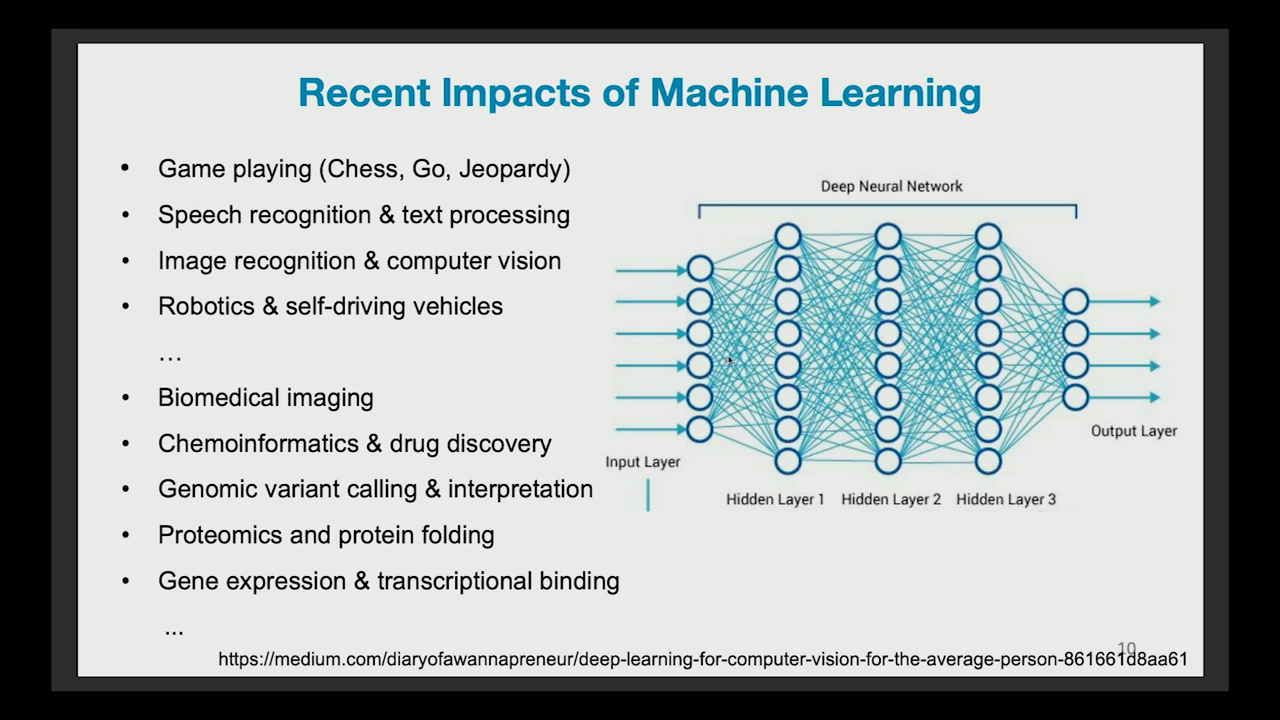 Recent Impacts of Machine Learning
• Game playing (Chess, Go, Jeopardy)
• Speech recognition & text processing
• Image recognition & computer vision
• Robotics & self-driving vehicles
…
• Biomedical imaging
• Chemoinformatics & drug discovery
• Genomic variant calling & interpretation
• Proteomics and protein folding
• Gene expression & transcriptional binding
...
Deep Neural Network
Input Layer
Hidden Layer 1
Hidden Layer 2
Hidden Layer 3
Output Layer
10
https://medium.com/diaryofawannapreneur/deep-learning-for-computer-vision-for-the-average-person-861661d8aa61